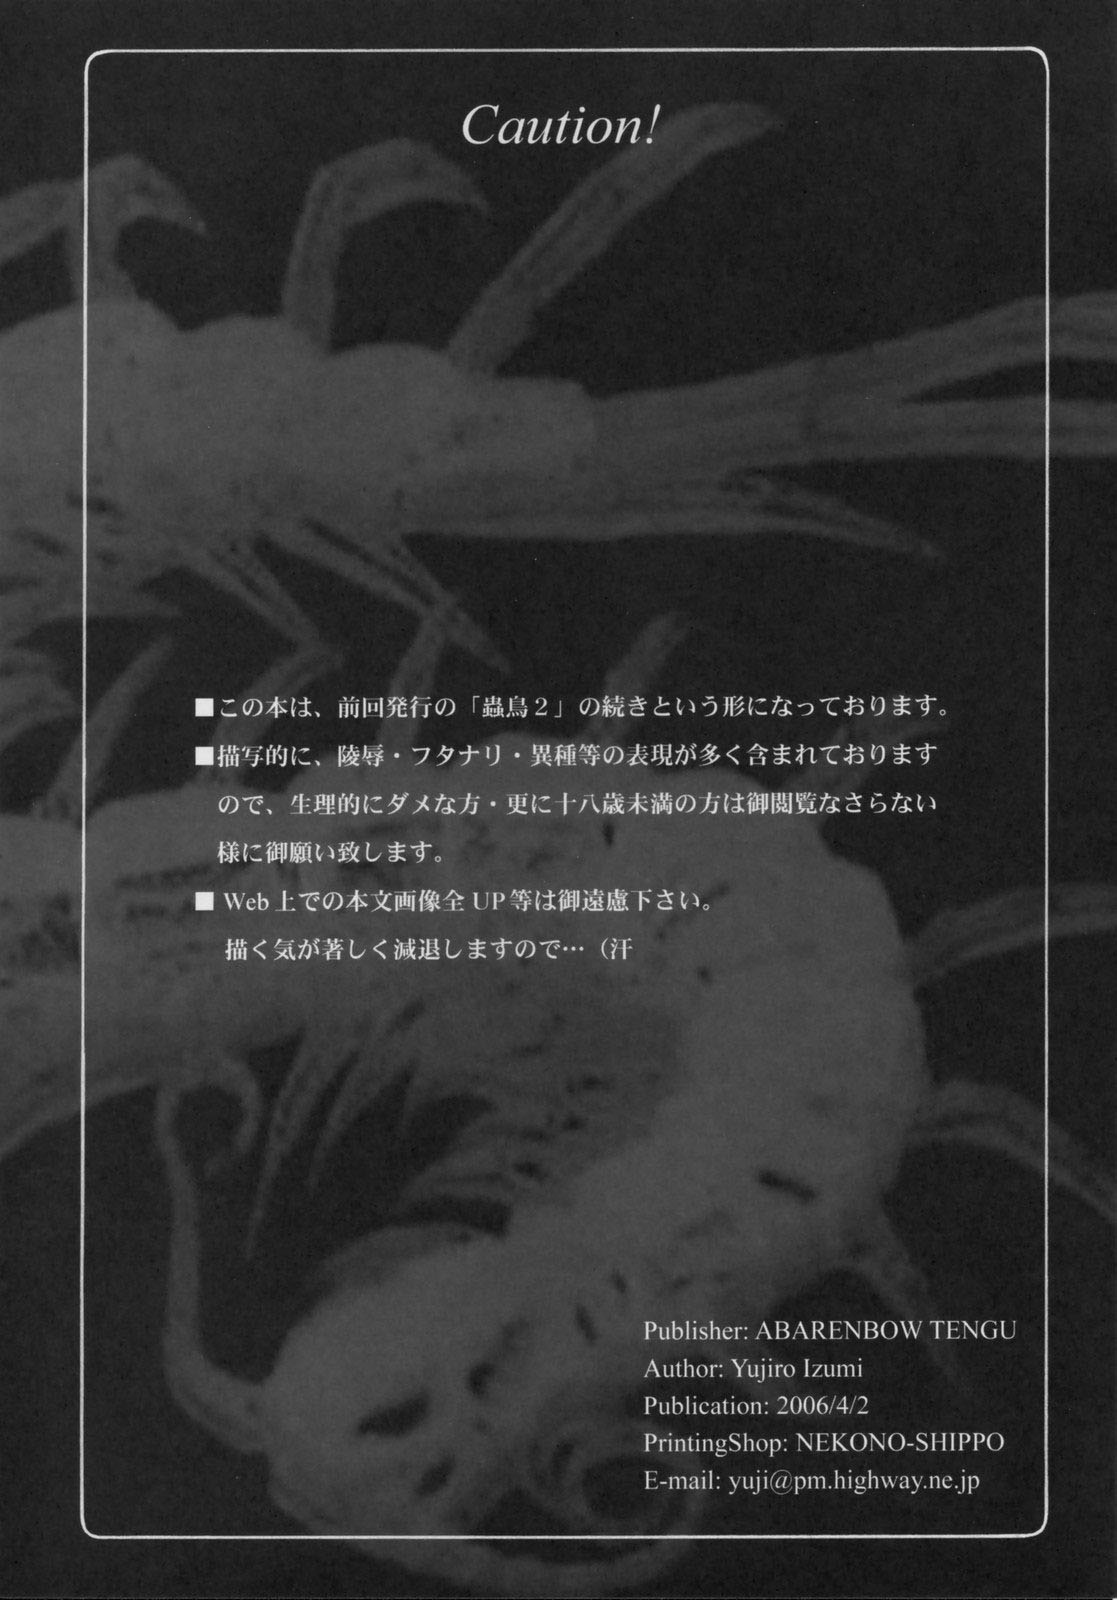 Caution!
■この本は、前回発行の「蟲鳥２」の続きという形になっております。
■描写的に、陵辱・フタナリ・異種等の表現が多く含まれております
ので、生理的にダメな方・更に十八歳未満の方は御閲覧なさらない
様に御願い致します。
■ Web上での本文画像全UP等は御遠慮下さい。
描く気が著しく減退しますので…（汗
Publisher: ABARENBOW TENGU
Author: Yujiro Izumi
Publication: 2006/4/2
PrintingShop: NEKONO-SHIPPO
E-mail: yuji@pm.highway.ne.jp